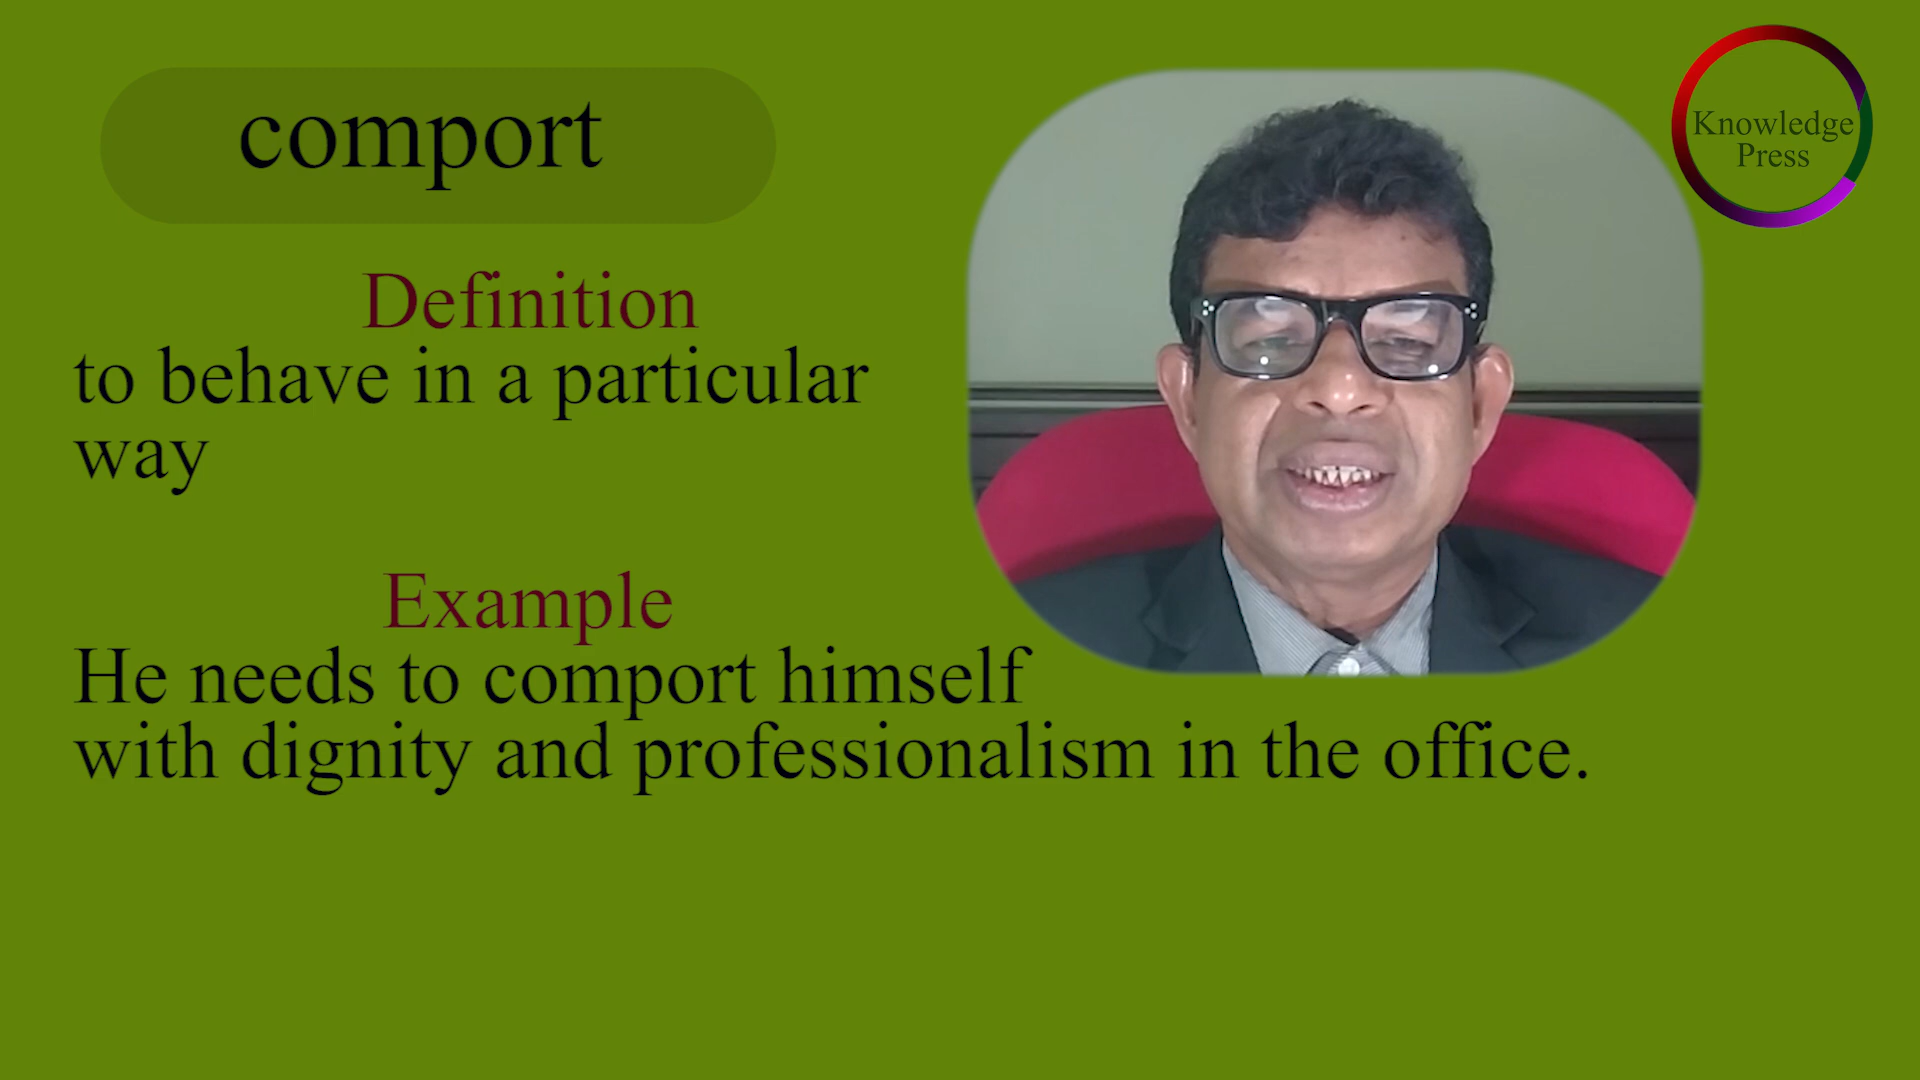 comport
Knowledge
Press
Definition
to behave in a particular
way
Example
He needs to comport himself
with dignity and professionalism in the office.